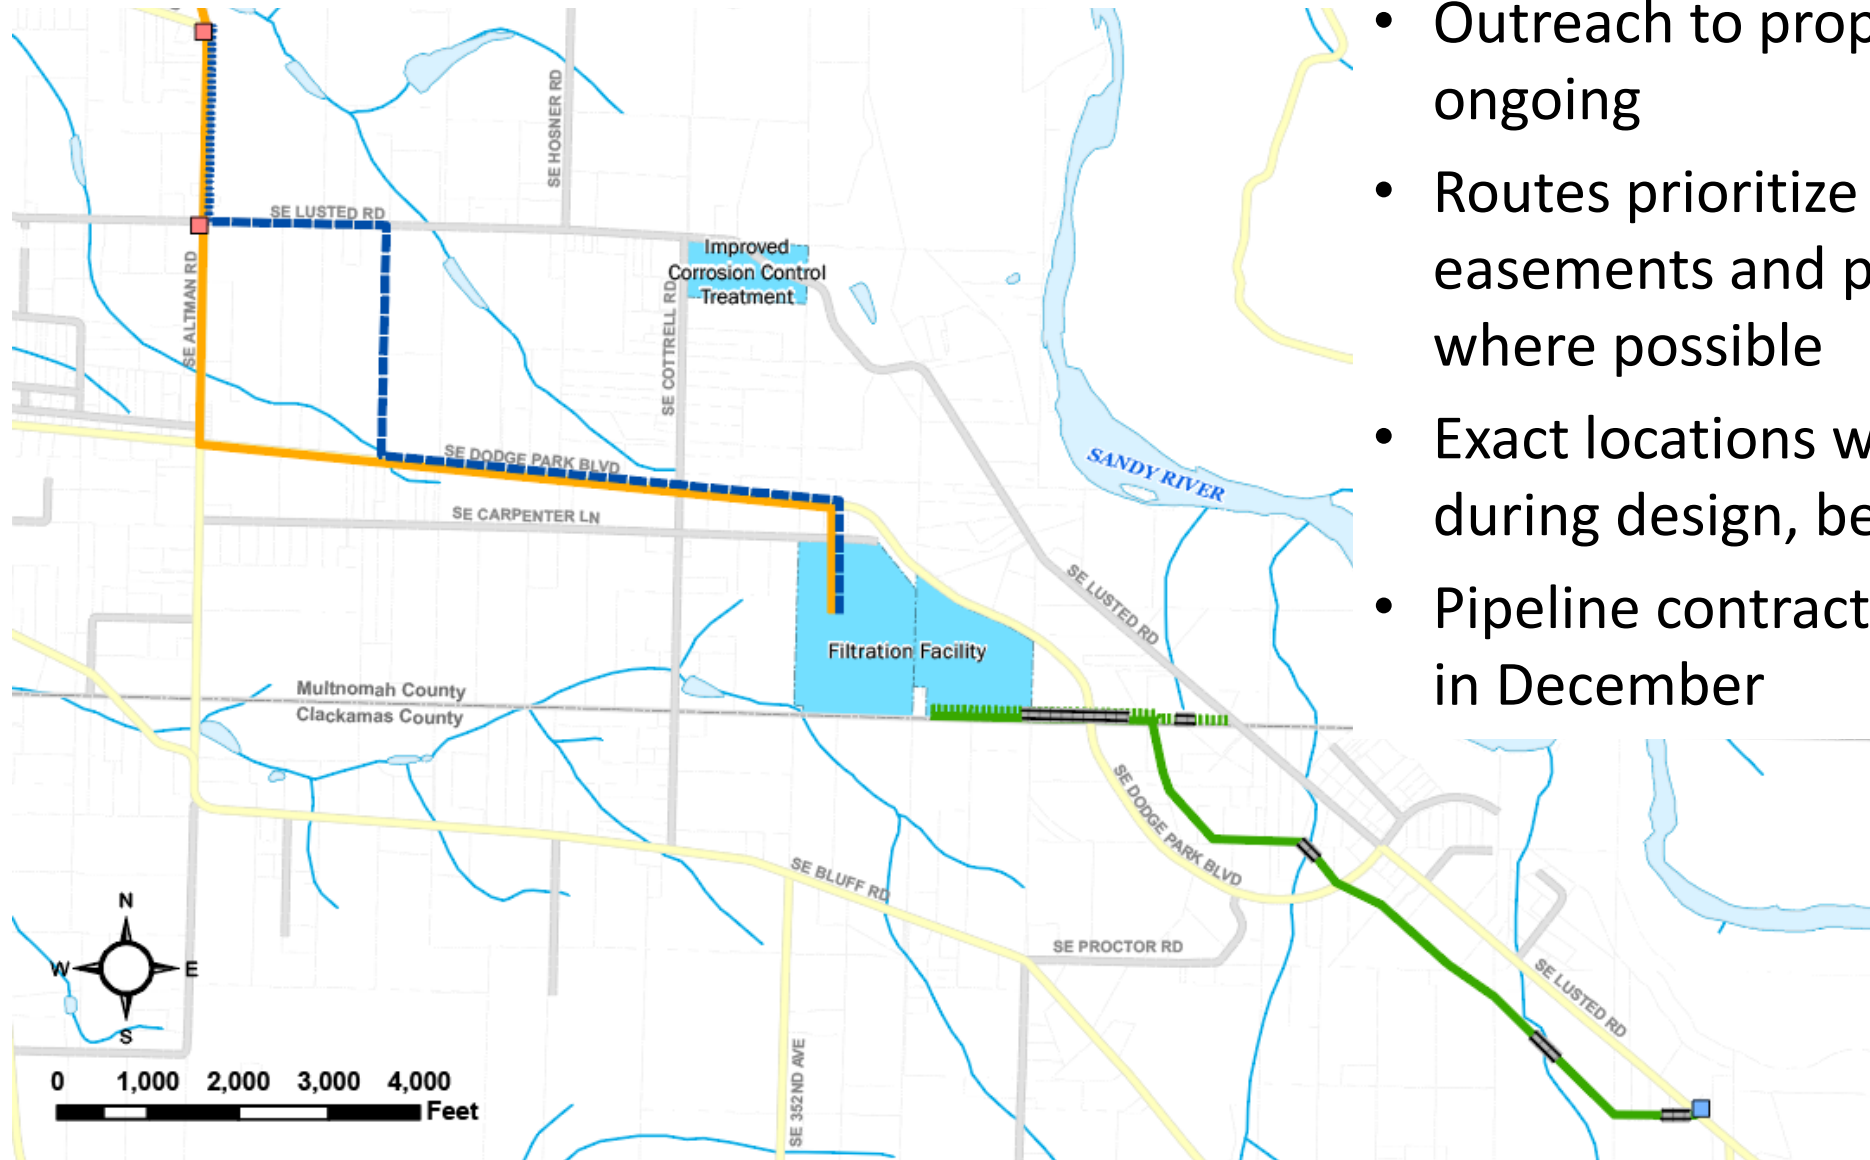 Outreach to prop
ongoing
Routes prioritize
easements and p
where possible
Exact locations w
during design, be
Pipeline contract
in December
SE HOSNER RD
SE LUSTED RD
Improved
Corrosion Control
Treatment
SE ALTMAN RD
SE COTTRELL RD
SE DODGE PARK BLVD
SANDY RIVER
SE CARPENTER LN
SE LUSTED RD
Filtration Facility
Multnomah County
Clackamas County
SE DODGE PARK BLVD
SE BLUFF RD
SE PROCTOR RD
SE LUSTED RD
SE 352ND AVE
N
W E
S
0 1,000 2,000 3,000 4,000
Feet